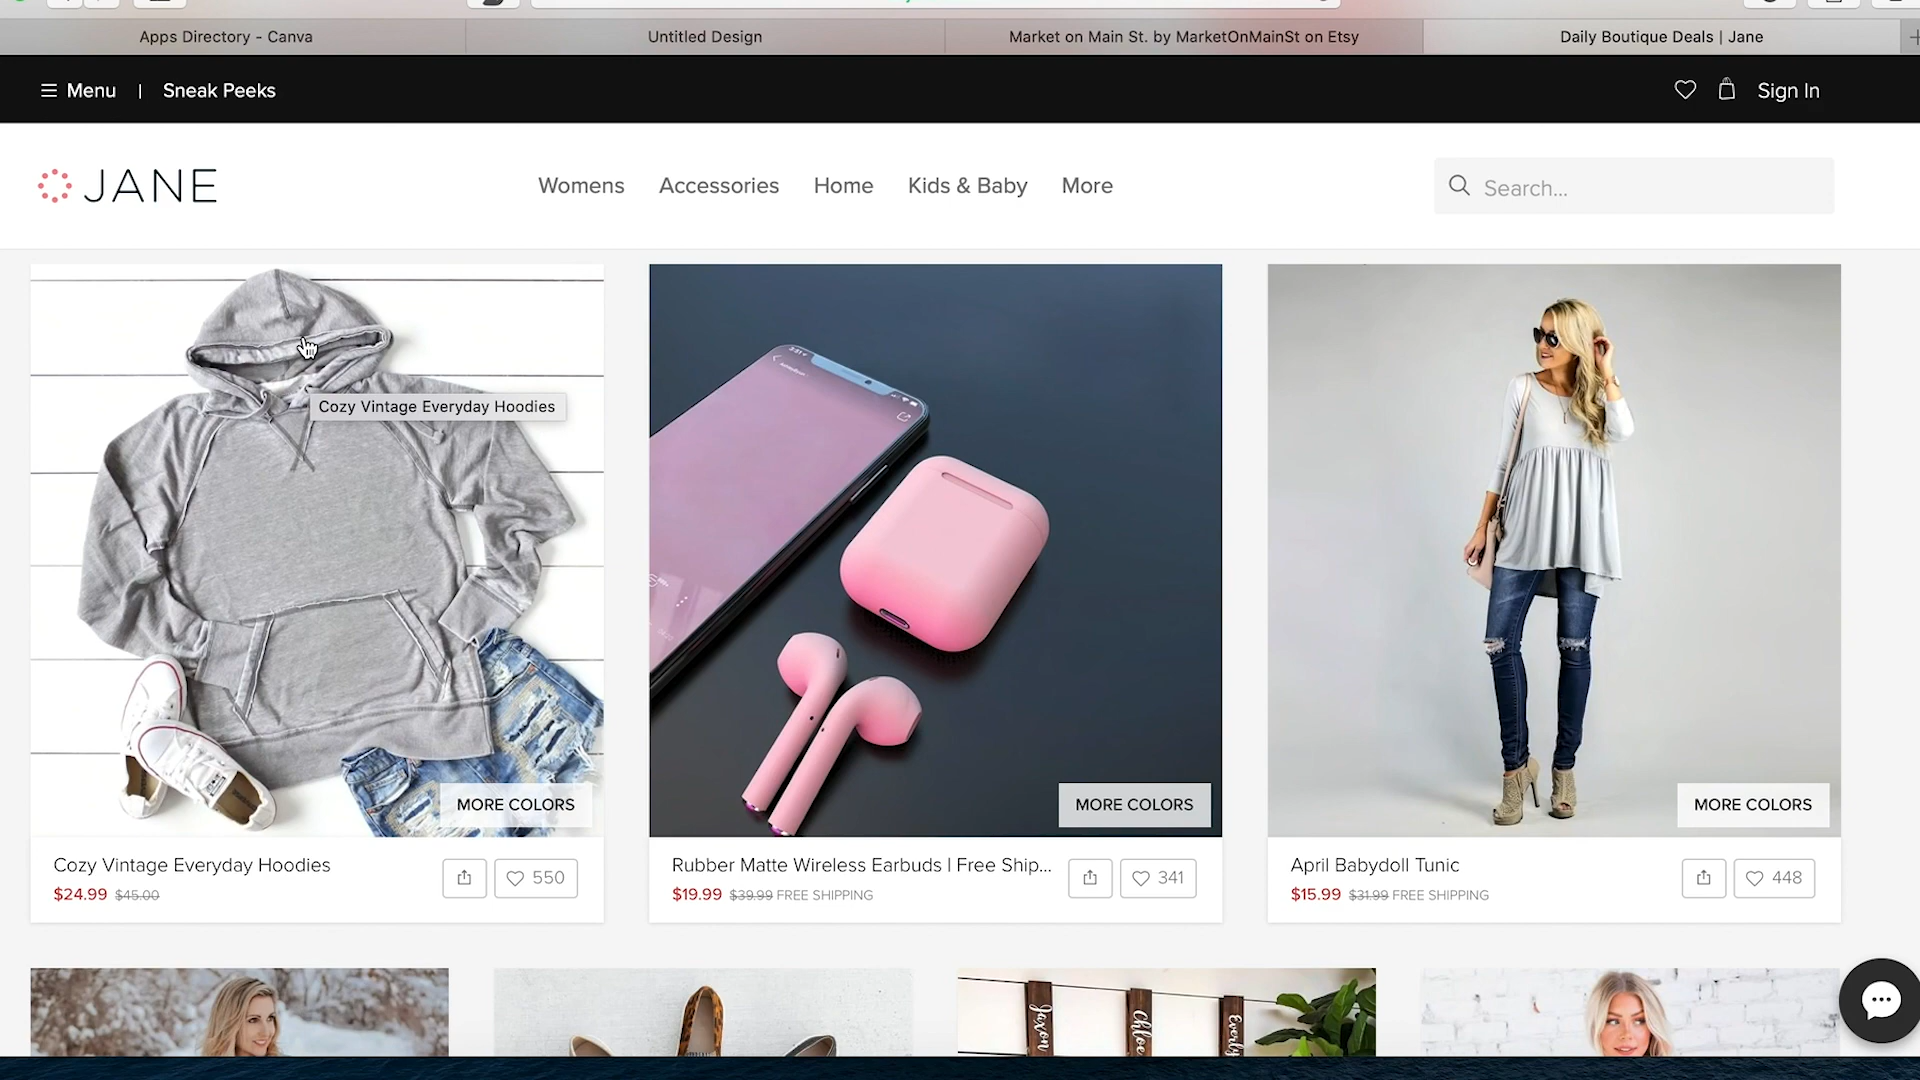 Apps Directory - Canva
Untitled Design
Market on Main St. by MarketOnMainSt on Etsy
Daily Boutique Deals | Jane
Menu | Sneak Peeks
Sign In
JANE
Womens Accessories Home Kids & Baby More
Search...
Cozy Vintage Everyday Hoodies
MORE COLORS
MORE COLORS
MORE COLORS
Cozy Vintage Everyday Hoodies
$24.99 $45.00
550
Rubber Matte Wireless Earbuds | Free Ship...
$19.99 $39.99 FREE SHIPPING
341
April Babydoll Tunic
$15.99 $31.99 FREE SHIPPING
448
Jaxon
Chloe
Everly